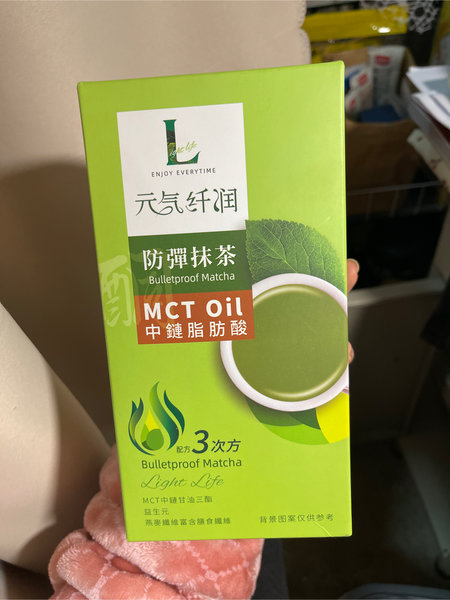 L
ight life
ENJOY EVERYTIME
元气纤润
防彈抹茶
Bulletproof Matcha
MCT Oil
中鏈脂肪酸
配方3次方
Bulletproof Matcha
Light Life
MCT中鏈甘油三酯
益生元
燕麥纖維富含膳食纖維
背景图案仅供参考